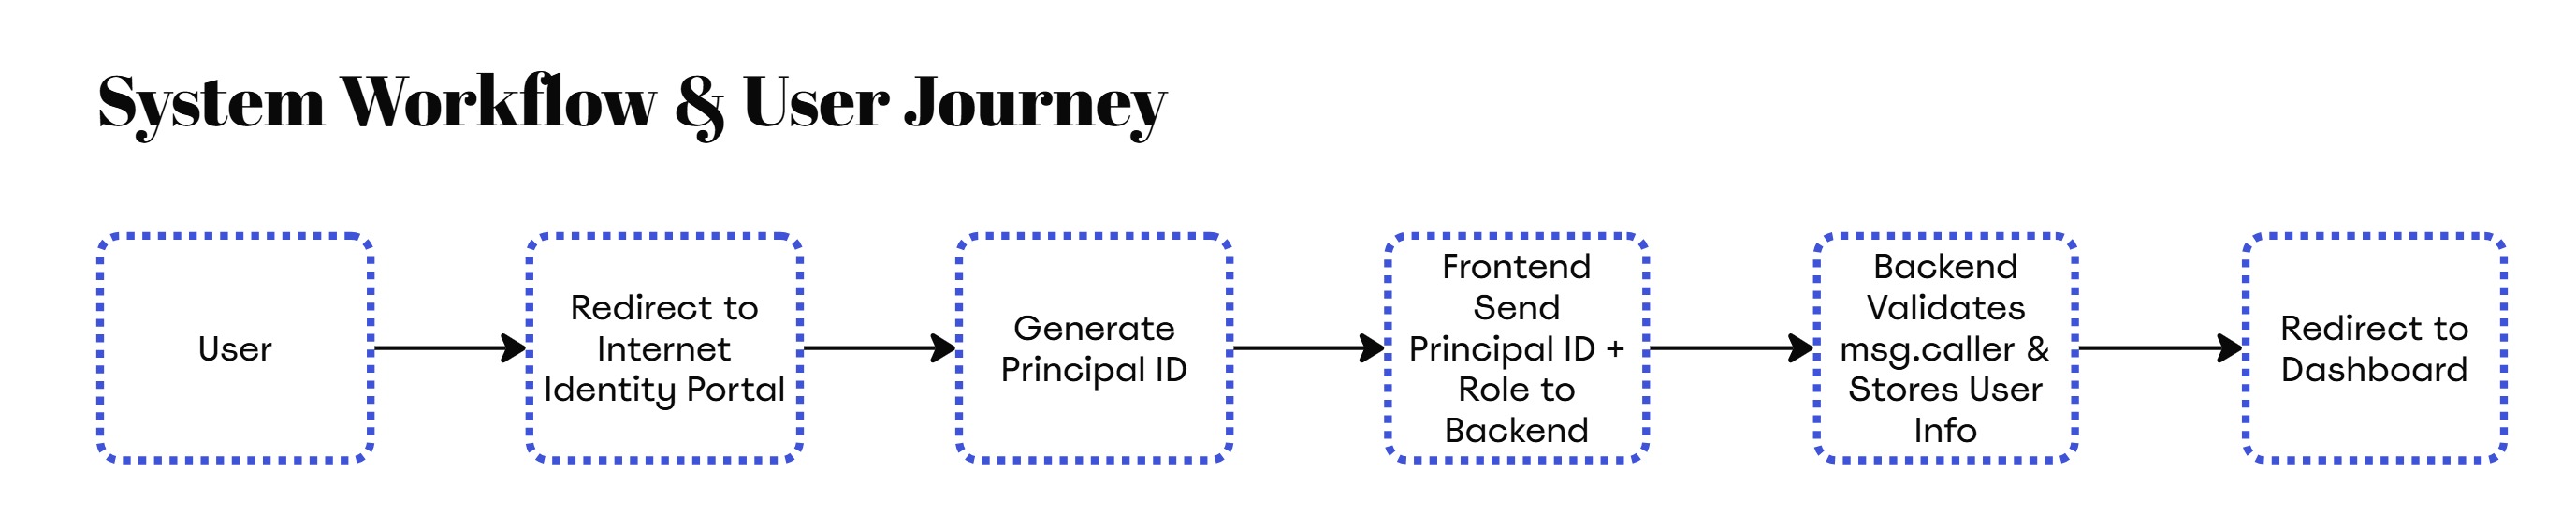 System Workflow & User Journey
User
Redirect to
Internet
Identity Portal
Generate
Principal ID
Frontend
Send
Principal ID +
Role to
Backend
Backend
Validates
msg.caller &
Stores User
Info
Redirect to
Dashboard